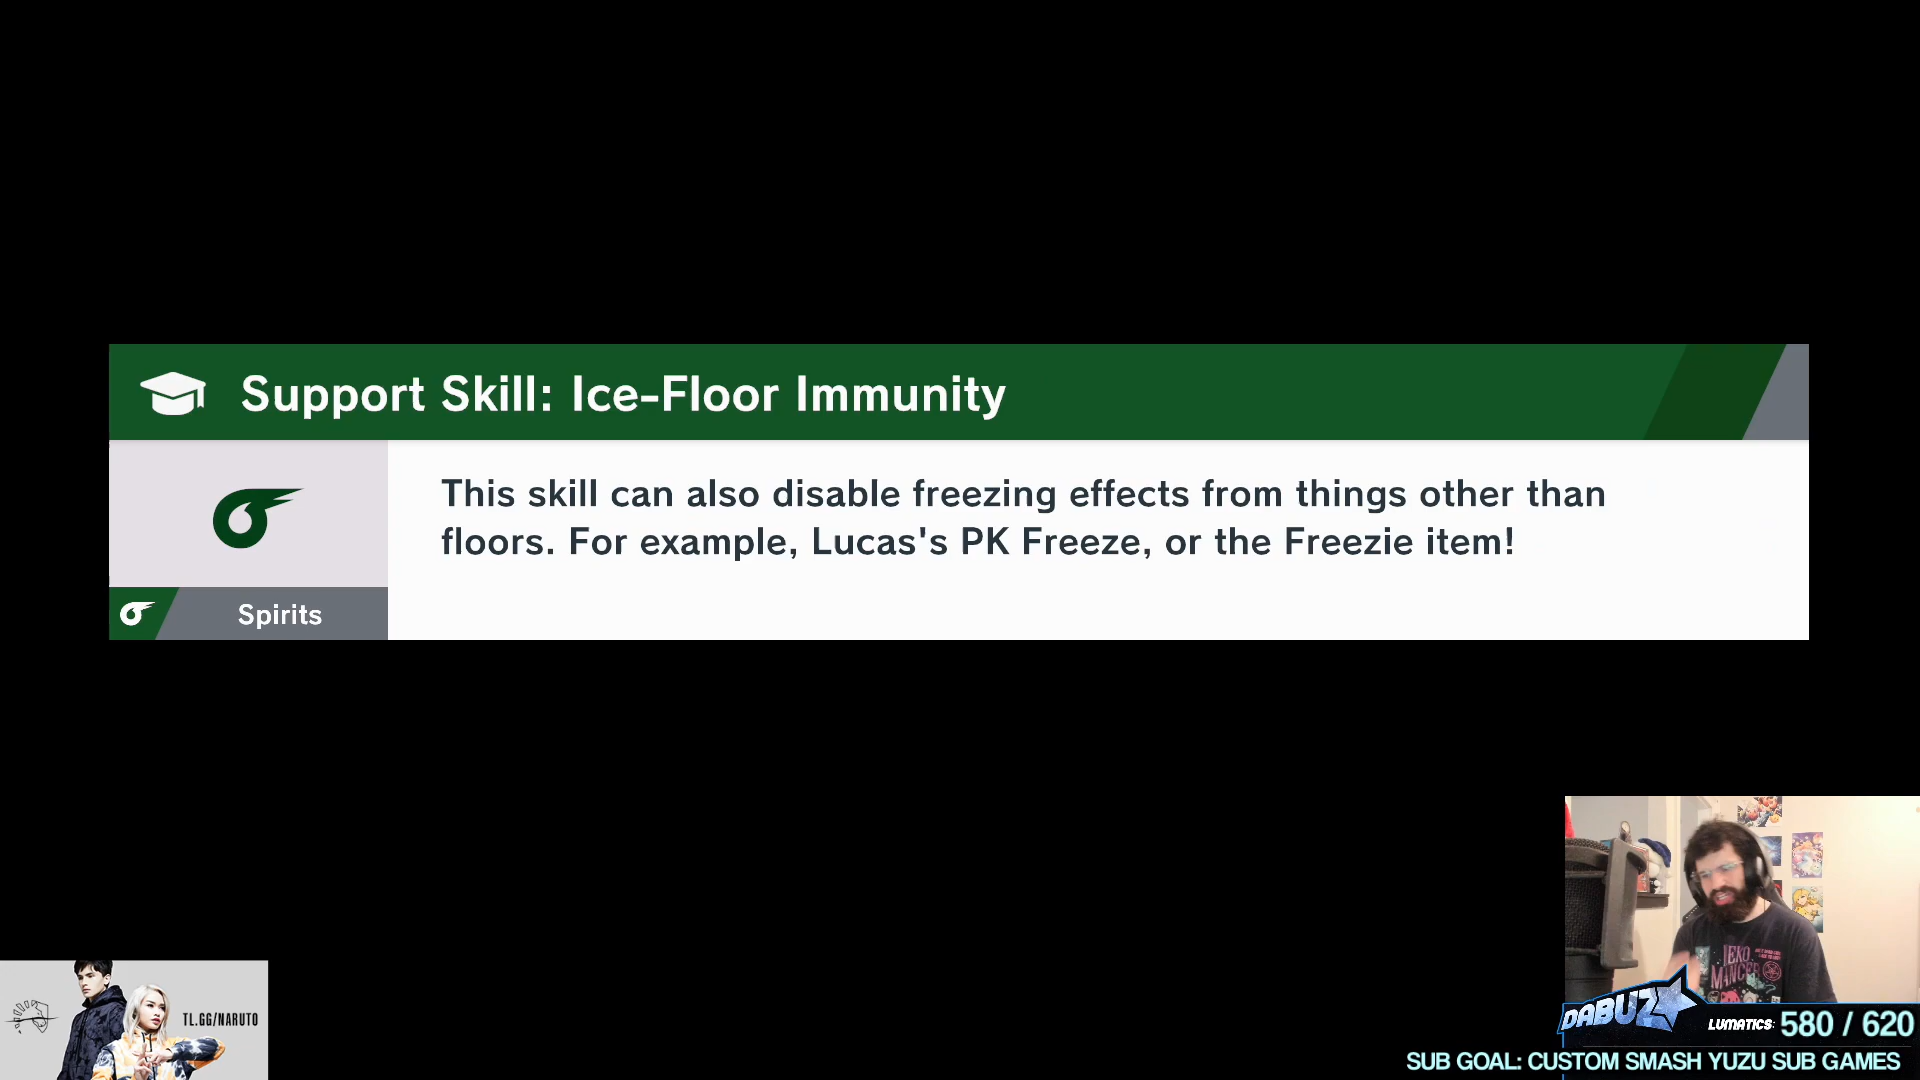 Support Skill: Ice-Floor Immunity
This skill can also disable freezing effects from things other than
floors. For example, Lucas's PK Freeze, or the Freezie item!
Spirits
TL.GG/NARUTO
NEKO
MANCER
DABUZ
LUMATICS: 580 / 620
SUB GOAL: CUSTOM SMASH YUZU SUB GAMES